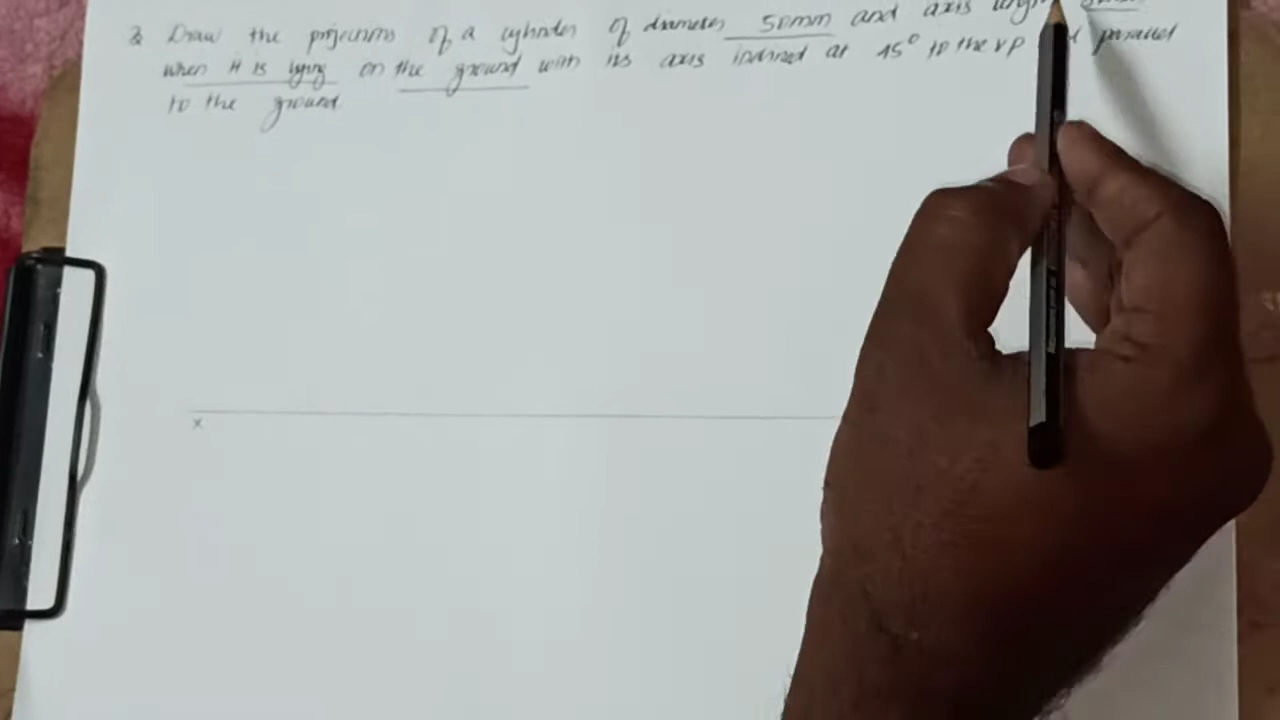 Draw the projections of a cylinder of diameter 50mm and axis length
when it is lying on the ground with its axis inclined at 45° to the VP parallel
to the ground
x